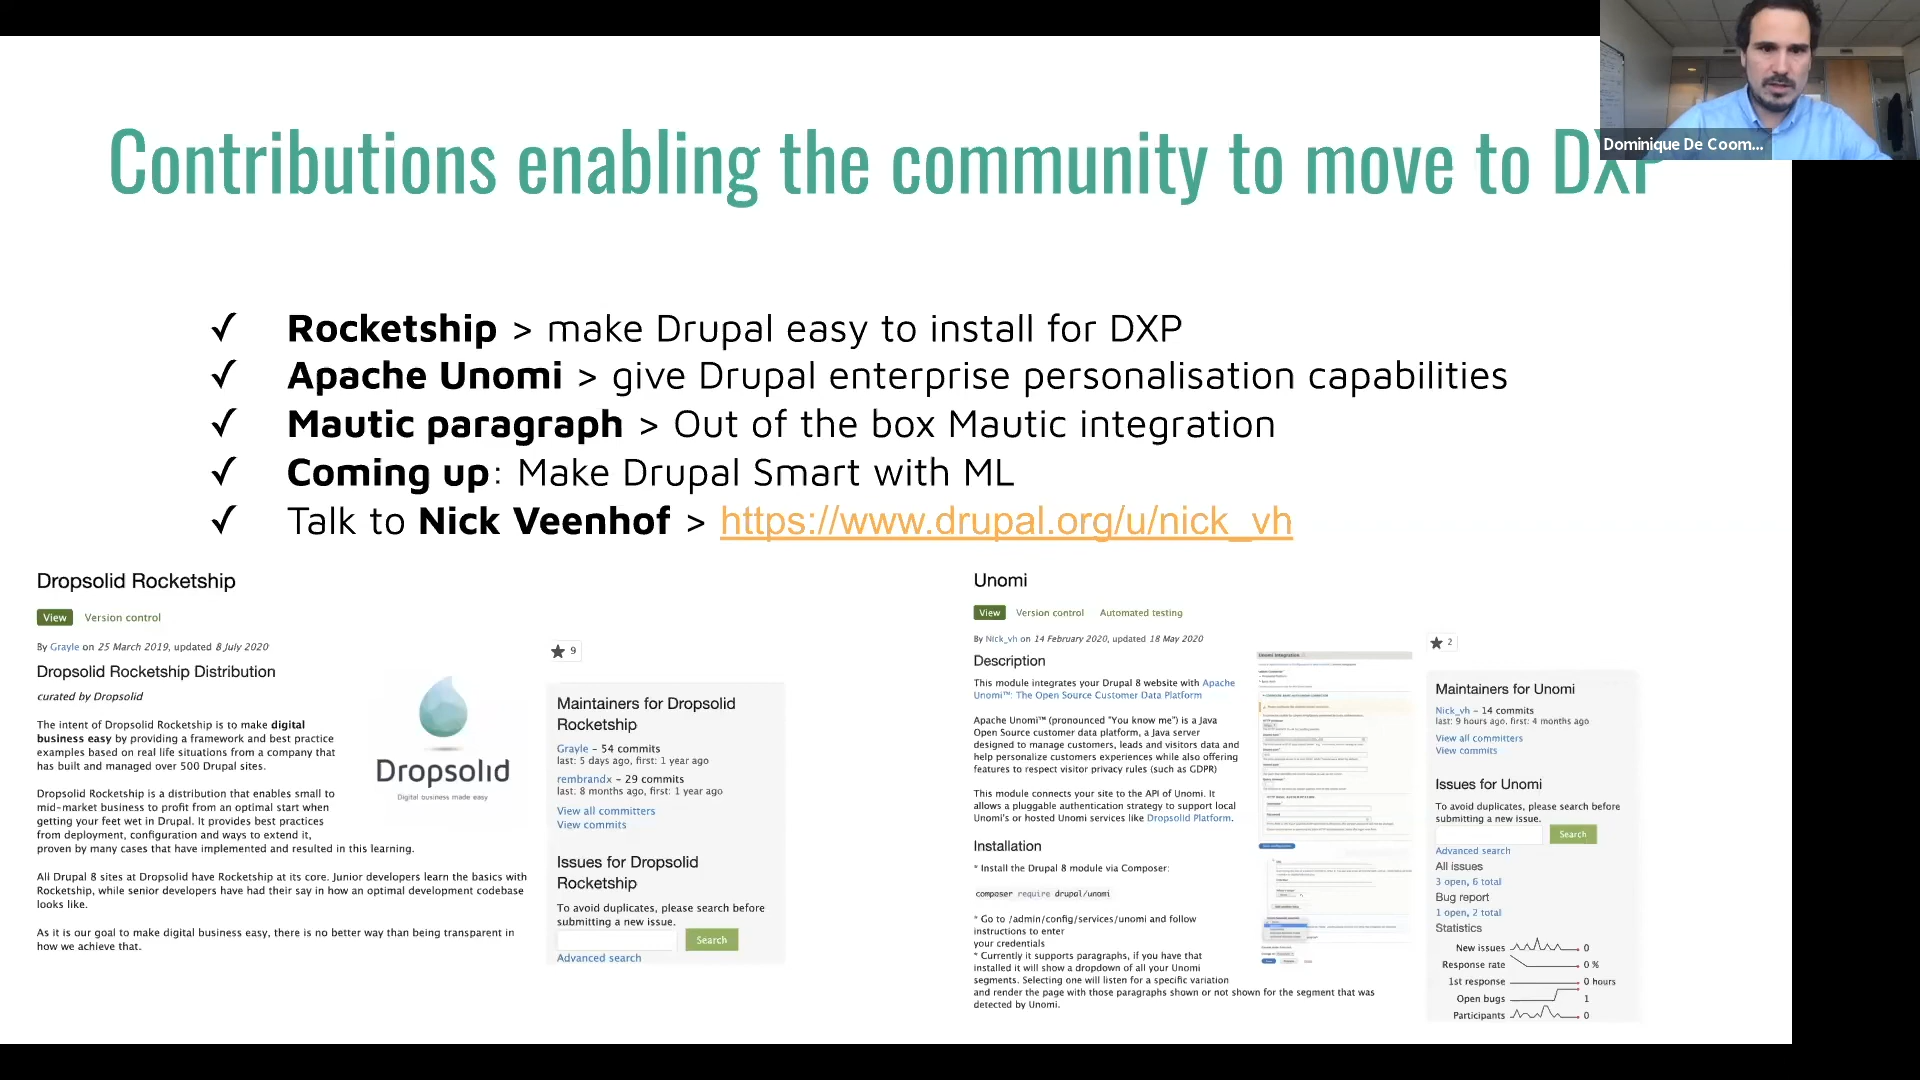 Contributions enabling the community to move to DXP
Dominique De Coom...
✓ Rocketship > make Drupal easy to install for DXP
✓ Apache Unomi > give Drupal enterprise personalisation capabilities
✓ Mautic paragraph > Out of the box Mautic integration
✓ Coming up: Make Drupal Smart with ML
✓ Talk to Nick Veenhof > https://www.drupal.org/u/nick_vh
Dropsolid Rocketship
View Version control
By Grayle on 25 March 2019, updated 8 July 2020
Dropsolid Rocketship Distribution
curated by Dropsolid
The intent of Dropsolid Rocketship is to make digital
business easy by providing a framework and best practice
examples based on real life situations from a company that
has built and managed over 500 Drupal sites.
Dropsolid Rocketship is a distribution that enables small to
mid-market business to profit from an optimal start when
getting your feet wet in Drupal. It provides best practices
from deployment, configuration and ways to extend it,
proven by many cases that have implemented and resulted in this learning.
All Drupal 8 sites at Dropsolid have Rocketship at its core. Junior developers learn the basics with
Rocketship, while senior developers have had their say in how an optimal development codebase
looks like.
As it is our goal to make digital business easy, there is no better way than being transparent in
how we achieve that.
Dropsolid
Digital business made easy
9
Maintainers for Dropsolid
Rocketship
Grayle – 54 commits
last: 5 days ago, first: 1 year ago
rembrandx – 29 commits
last: 8 months ago, first: 1 year ago
View all committers
View commits
Issues for Dropsolid
Rocketship
To avoid duplicates, please search before
submitting a new issue.
Search
Advanced search
Unomi
View Version control Automated testing
By Nick_vh on 14 February 2020, updated 18 May 2020
Description
This module integrates your Drupal 8 website with Apache
Unomi™: The Open Source Customer Data Platform
Apache Unomi™ (pronounced "You know me") is a Java
Open Source customer data platform, a Java server
designed to manage customers, leads and visitors data and
help personalize customers experiences while also offering
features to respect visitor privacy rules (such as GDPR)
This module connects your site to the API of Unomi. It
allows a pluggable authentication strategy to support local
Unomi's or hosted Unomi services like Dropsolid Platform.
Installation
* Install the Drupal 8 module via Composer:
composer require drupal/unomi
* Go to /admin/config/services/unomi and follow
instructions to enter
your credentials
* Currently it supports paragraphs, if you have that
installed it will show a dropdown of all your Unomi
segments. Selecting one will listen for a specific variation
and render the page with those paragraphs shown or not shown for the segment that was
detected by Unomi.
2
Maintainers for Unomi
Nick_vh – 14 commits
last: 9 hours ago, first: 4 months ago
View all committers
View commits
Issues for Unomi
To avoid duplicates, please search before
submitting a new issue.
Search
Advanced search
All issues
3 open, 6 total
Bug report
1 open, 2 total
Statistics
New issues 0
Response rate 0 %
1st response 0 hours
Open bugs 1
Participants 0